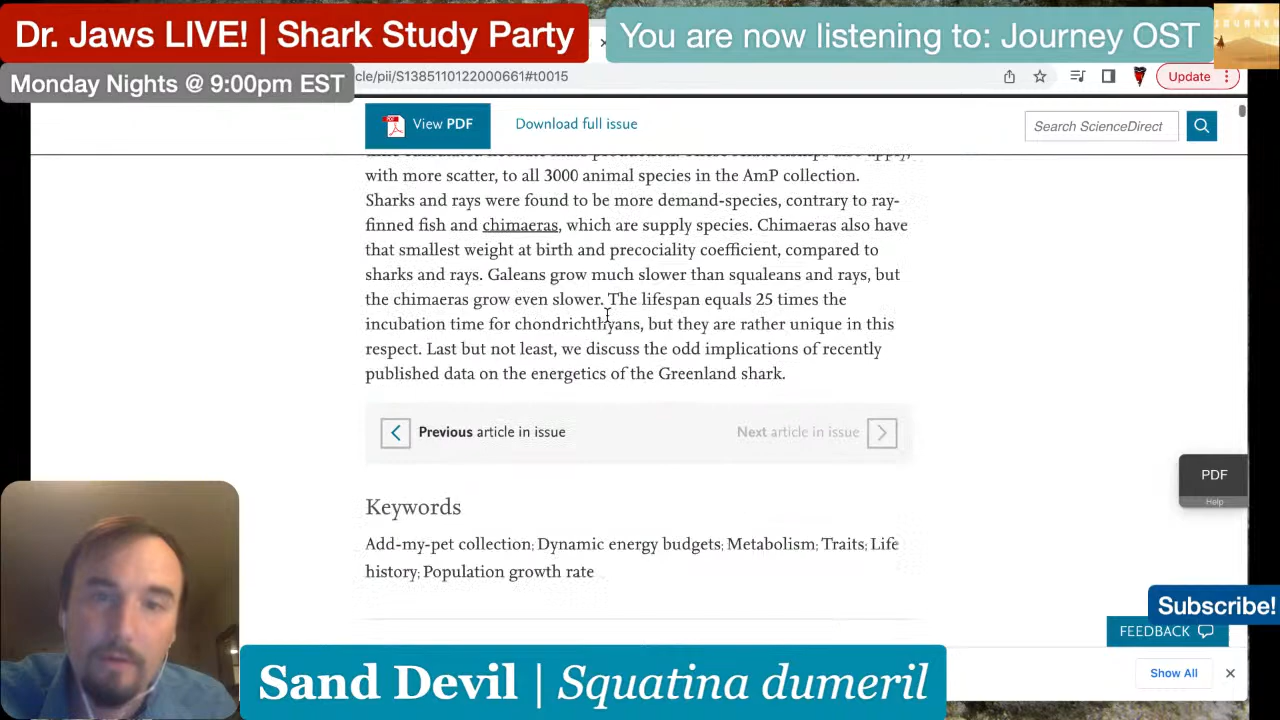 Dr. Jaws LIVE! | Shark Study Party
You are now listening to: Journey OST
Monday Nights @ 9:00pm EST
cle/pii/S1385110122000661#t0015
Update
View PDF
Download full issue
Search ScienceDirect
with more scatter, to all 3000 animal species in the AmP collection.
Sharks and rays were found to be more demand-species, contrary to ray-
finned fish and chimaeras, which are supply species. Chimaeras also have
that smallest weight at birth and precociality coefficient, compared to
sharks and rays. Galeans grow much slower than squaleans and rays, but
the chimaeras grow even slower. The lifespan equals 25 times the
incubation time for chondrichthyans, but they are rather unique in this
respect. Last but not least, we discuss the odd implications of recently
published data on the energetics of the Greenland shark.
Previous article in issue
Next article in issue
PDF
Help
Keywords
Add-my-pet collection; Dynamic energy budgets; Metabolism; Traits; Life
history; Population growth rate
Subscribe!
FEEDBACK
Show All
Sand Devil | Squatina dumeril